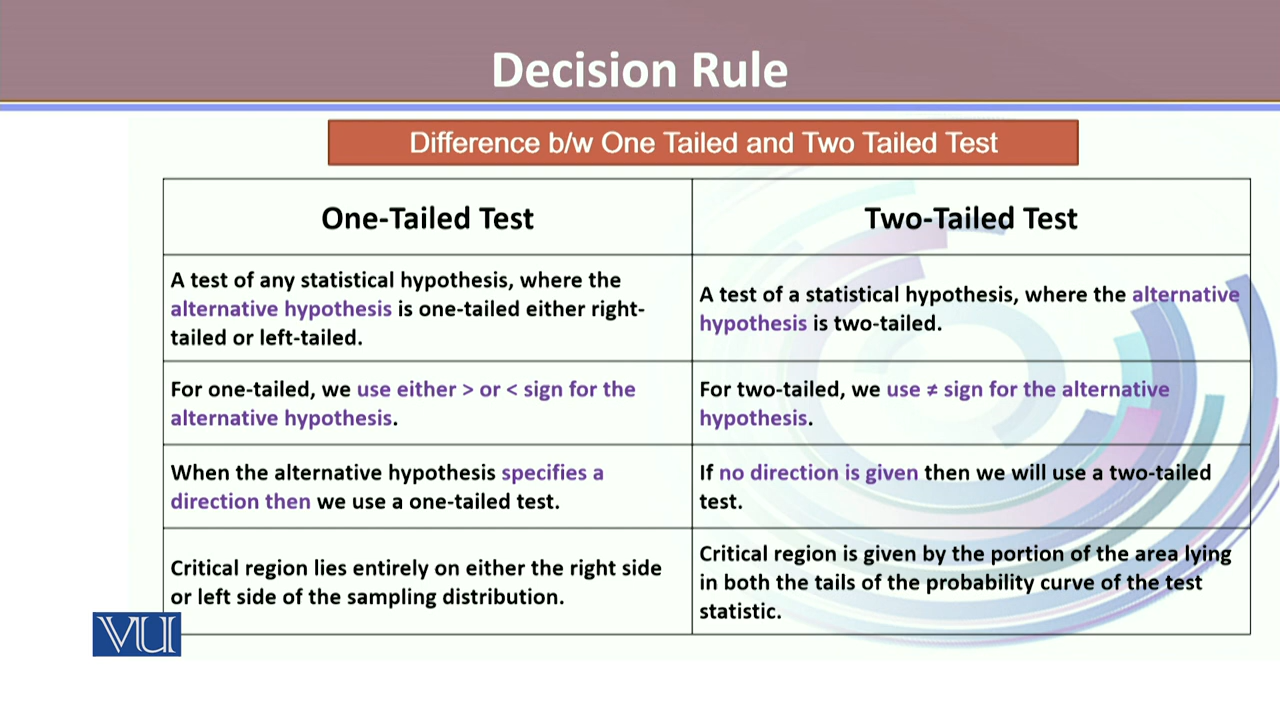 Decision Rule
Difference b/w One Tailed and Two Tailed Test
One-Tailed Test
Two-Tailed Test
A test of any statistical hypothesis, where the
alternative hypothesis is one-tailed either right-
tailed or left-tailed.
A test of a statistical hypothesis, where the alternative
hypothesis is two-tailed.
For one-tailed, we use either > or < sign for the
alternative hypothesis.
For two-tailed, we use ≠ sign for the alternative
hypothesis.
When the alternative hypothesis specifies a
direction then we use a one-tailed test.
If no direction is given then we will use a two-tailed
test.
Critical region lies entirely on either the right side
or left side of the sampling distribution.
Critical region is given by the portion of the area lying
in both the tails of the probability curve of the test
statistic.
VU